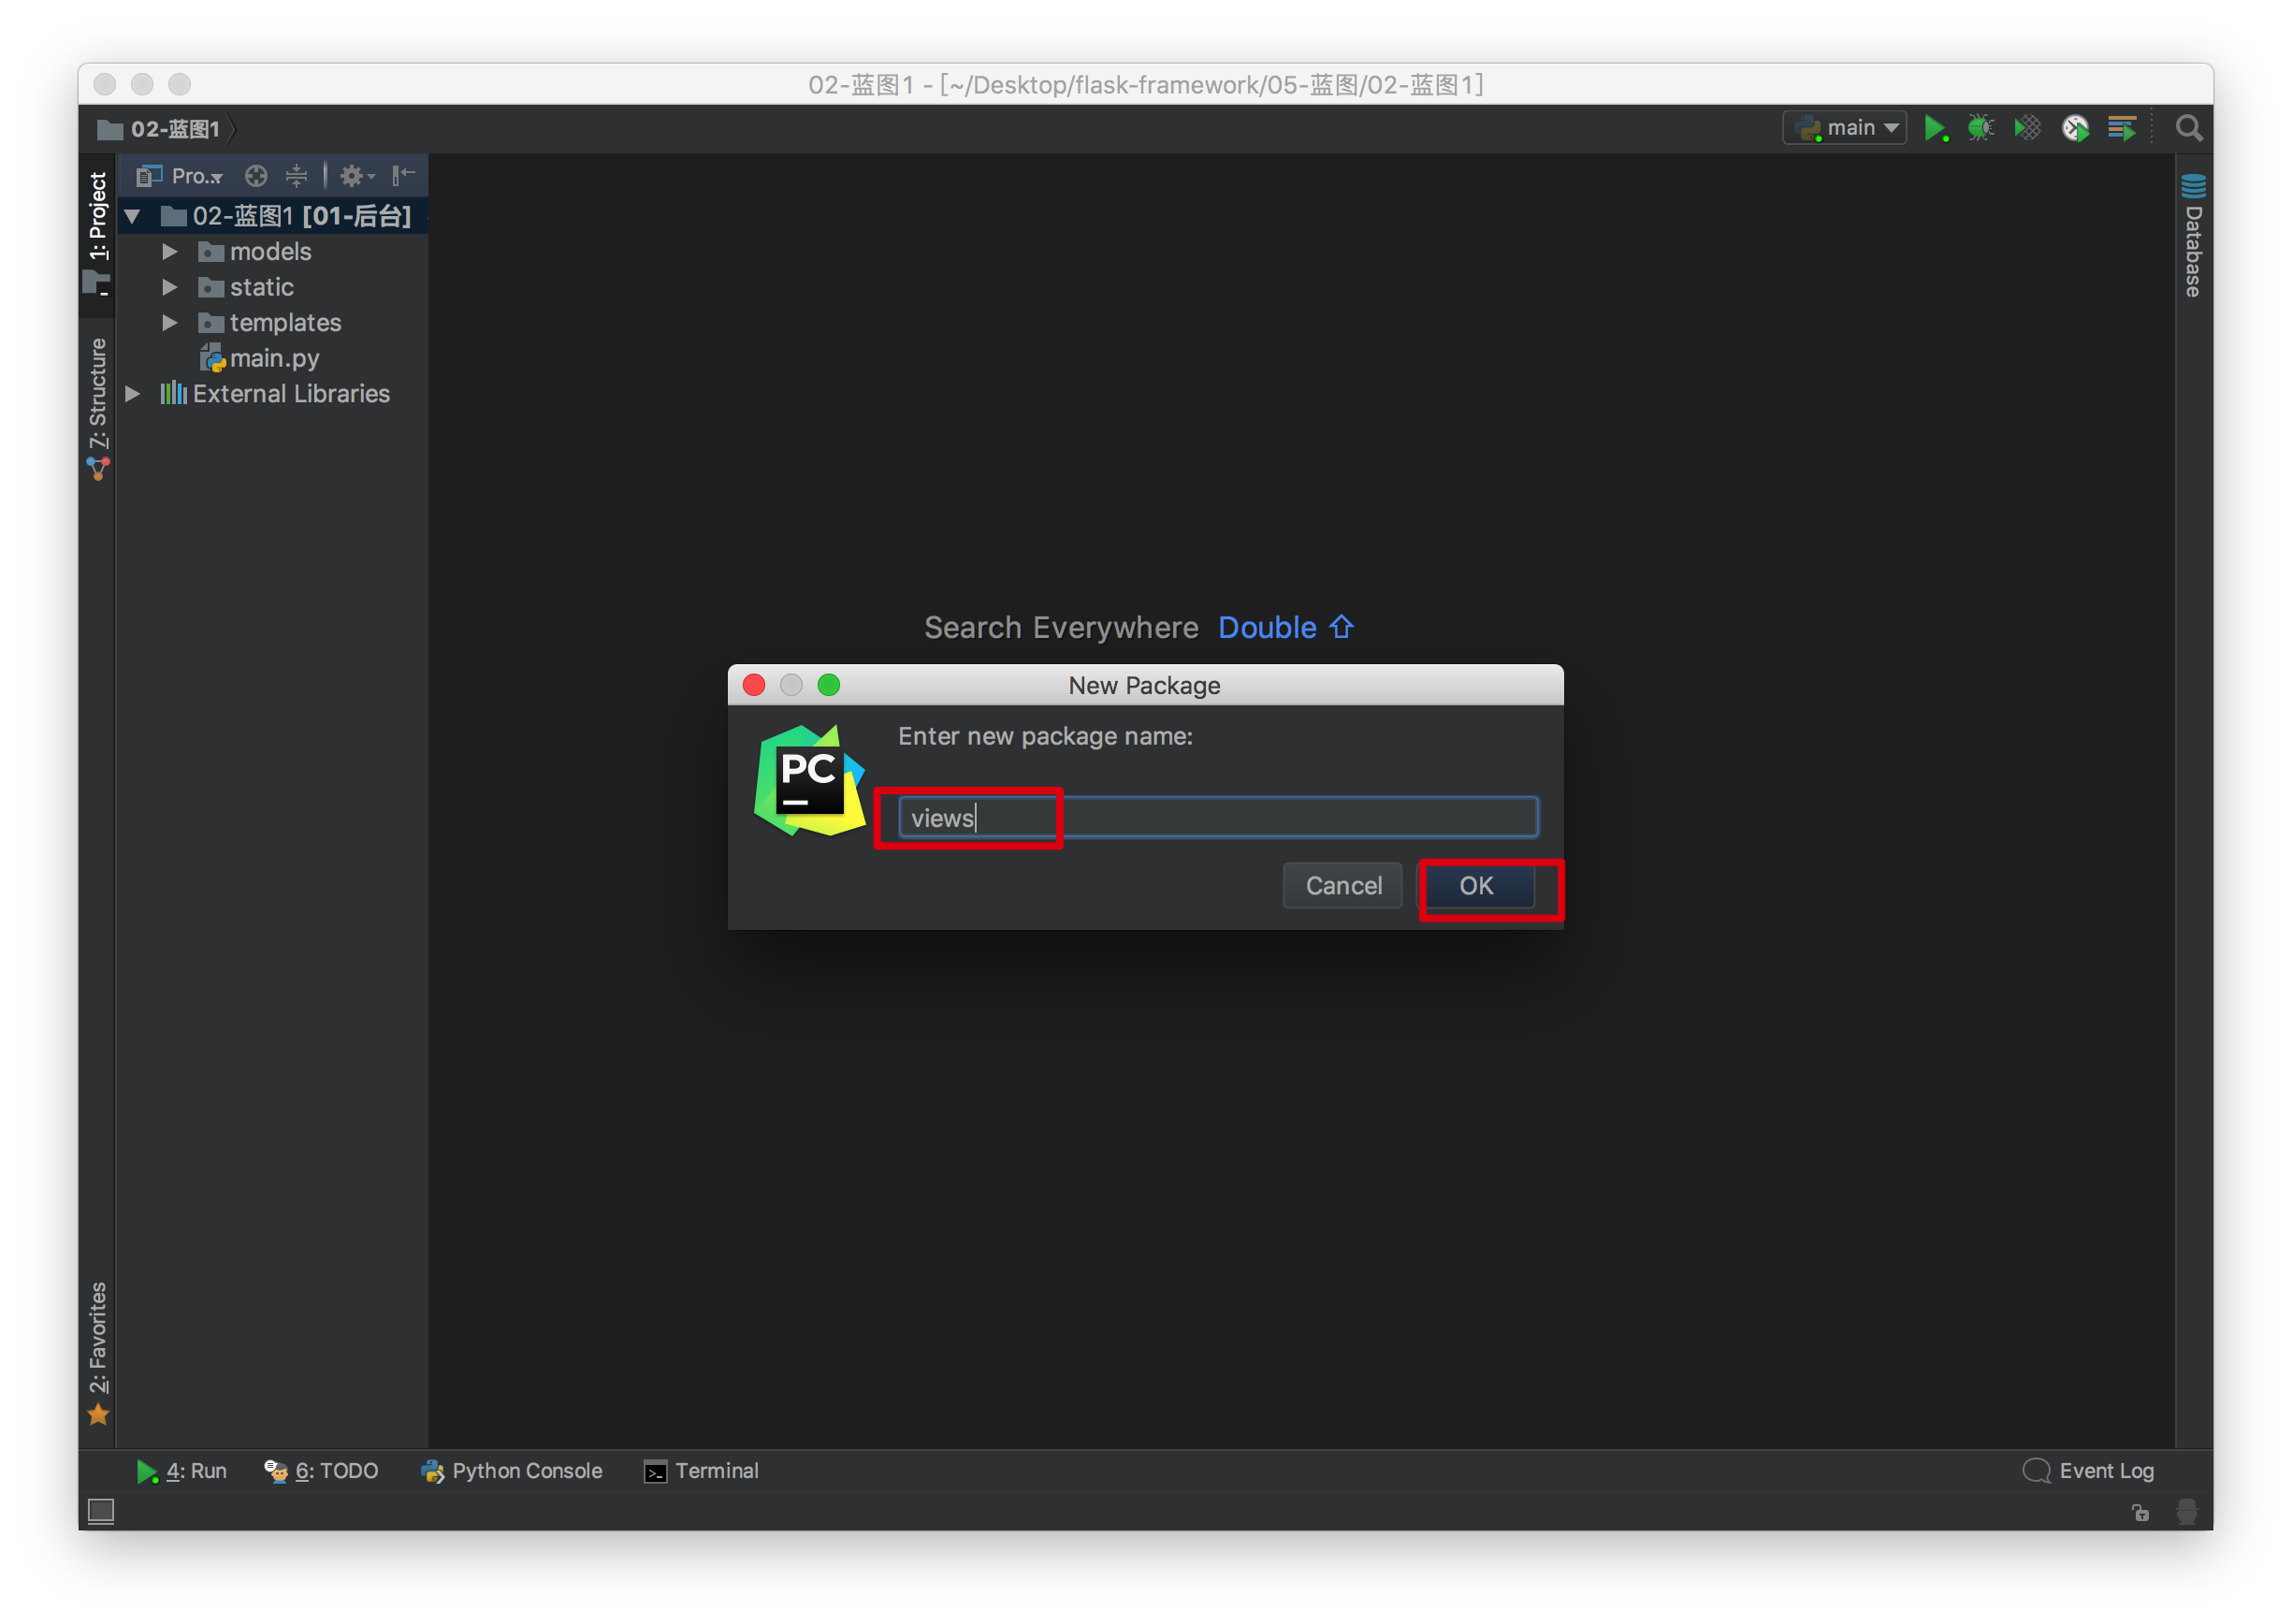 02-蓝图1 - [~/Desktop/flask-framework/05-蓝图/02-蓝图1]
02-蓝图1
main
1: Project
Pro...
02-蓝图1 [01-后台]
models
static
templates
main.py
External Libraries
7: Structure
Database
Search Everywhere Double ⇧
New Package
Enter new package name:
PC
views
Cancel
OK
2: Favorites
4: Run
6: TODO
Python Console
Terminal
Event Log